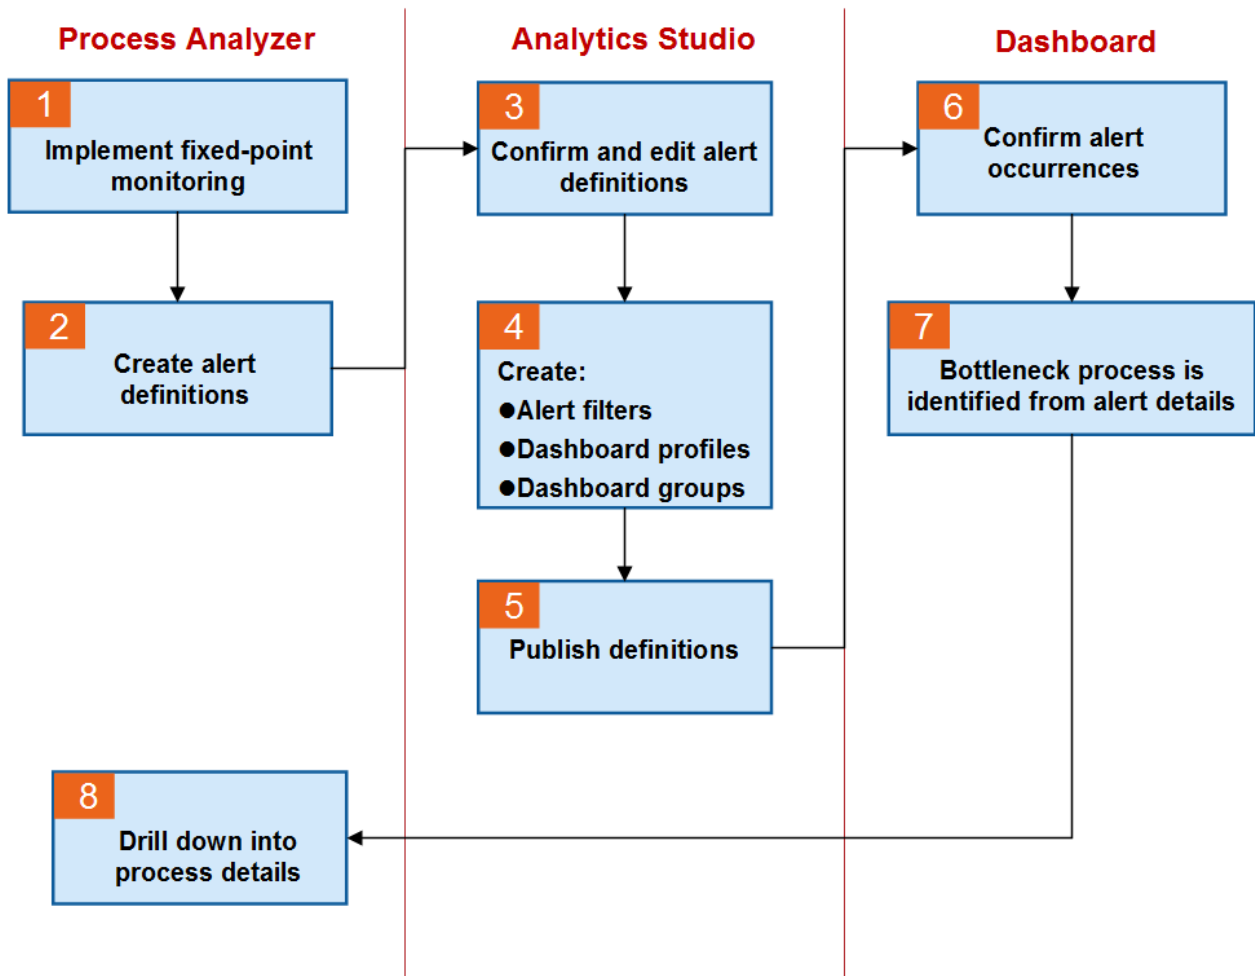 Process Analyzer
Analytics Studio
Dashboard
1
Implement fixed-point
monitoring
2
Create alert
definitions
3
Confirm and edit alert
definitions
4
Create:
●Alert filters
●Dashboard profiles
●Dashboard groups
5
Publish definitions
6
Confirm alert
occurrences
7
Bottleneck process is
identified from alert details
8
Drill down into
process details